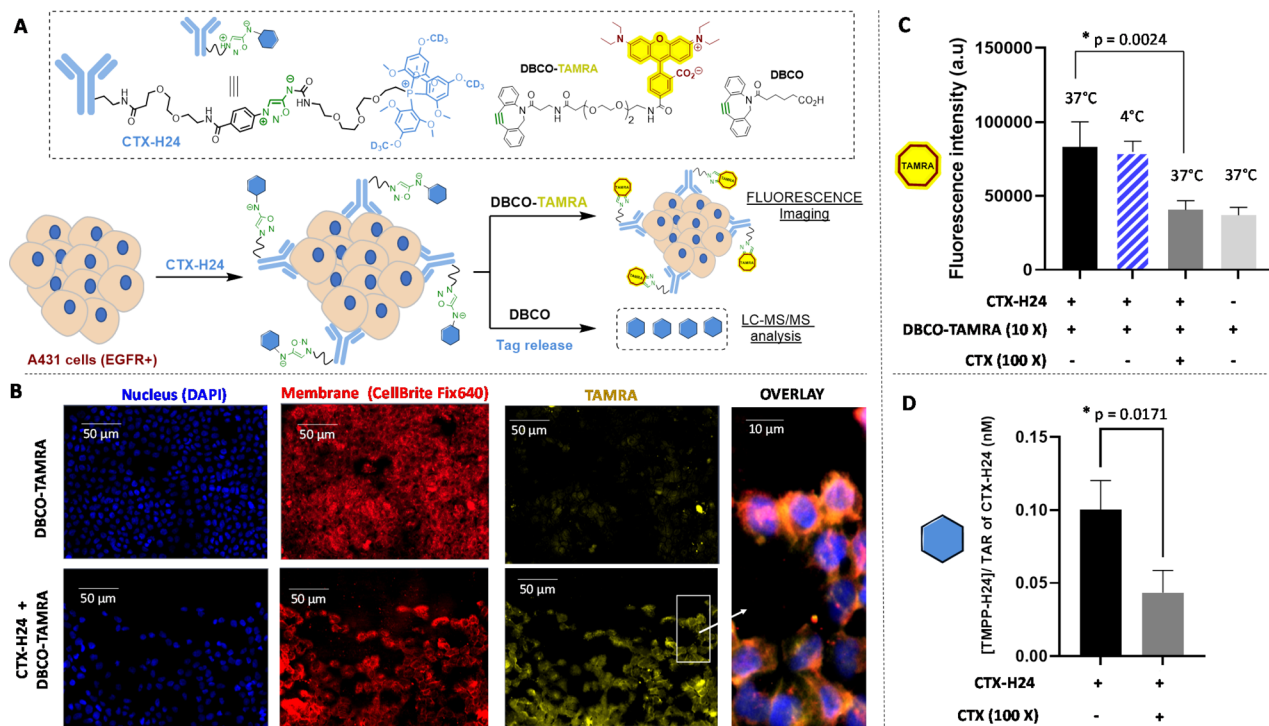 A
CTX-H24
DBCO-TAMRA
DBCO
A431 cells (EGFR+)
CTX-H24
DBCO-TAMRA
DBCO
Tag release
FLUORESCENCE
Imaging
LC-MS/MS
analysis
TAMRA
TAMRA
TAMRA
TAMRA
B
Nucleus (DAPI)
Membrane (CellBrite Fix640)
TAMRA
OVERLAY
DBCO-TAMRA
50 µm
50 µm
50 µm
10 µm
CTX-H24 +
DBCO-TAMRA
50 µm
50 µm
50 µm
C
TAMRA
Fluorescence intensity (a.u)
150000
100000
50000
0
* p = 0.0024
37°C
4°C
37°C
37°C
CTX-H24 + + + -
DBCO-TAMRA (10 X) + + + +
CTX (100 X) - - + -
D
[TMPP-H24]/ TAR of CTX-H24 (nM)
0.15
0.10
0.05
0.00
* p = 0.0171
CTX-H24 + +
CTX (100 X) - +